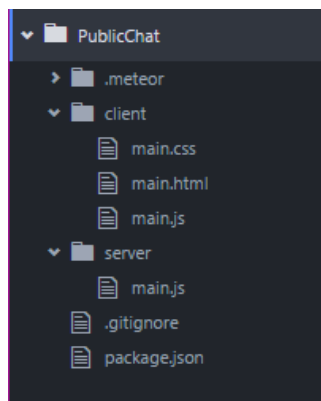 PublicChat
.meteor
client
main.css
main.html
main.js
server
main.js
.gitignore
package.json